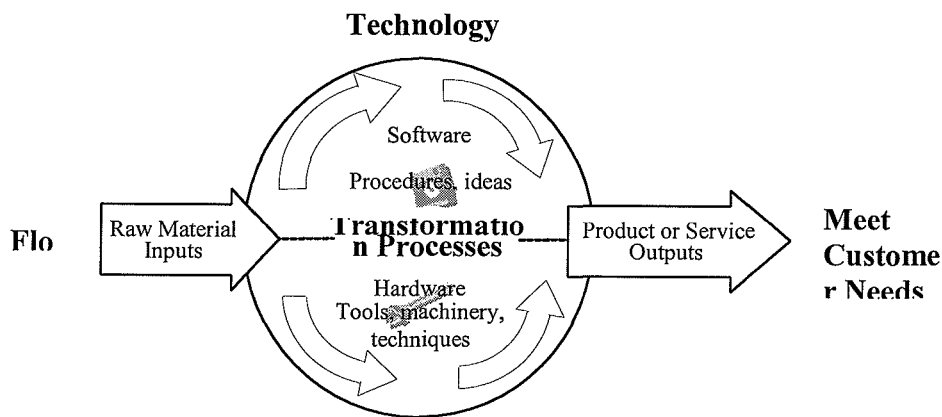 Technology
Software
Procedures, ideas
Transformatio
n Processes
Flo
Raw Material
Inputs
Product or Service
Outputs
Meet
Custome
r Needs
Hardware
Tools, machinery,
techniques